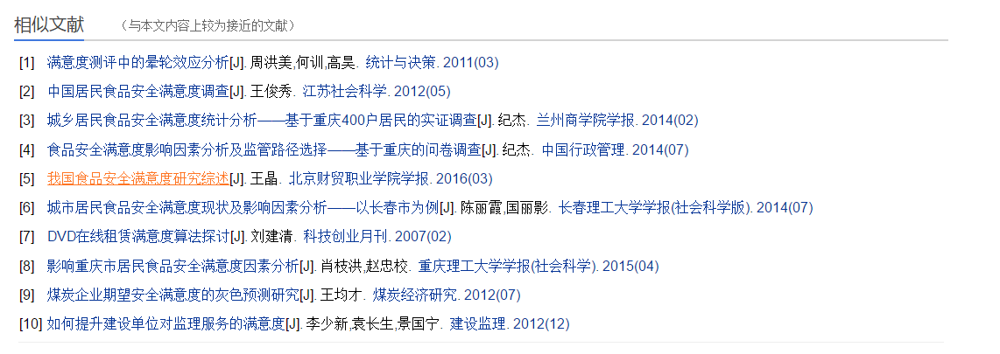 相似文献 （与本文内容上较为接近的文献）
[1] 满意度测评中的晕轮效应分析[J]. 周洪美,何训,高昊. 统计与决策. 2011(03)
[2] 中国居民食品安全满意度调查[J]. 王俊秀. 江苏社会科学. 2012(05)
[3] 城乡居民食品安全满意度统计分析——基于重庆400户居民的实证调查[J]. 纪杰. 兰州商学院学报. 2014(02)
[4] 食品安全满意度影响因素分析及监管路径选择——基于重庆的问卷调查[J]. 纪杰. 中国行政管理. 2014(07)
[5] 我国食品安全满意度研究综述[J]. 王晶. 北京财贸职业学院学报. 2016(03)
[6] 城市居民食品安全满意度现状及影响因素分析——以长春市为例[J]. 陈丽霞,国丽影. 长春理工大学学报(社会科学版). 2014(07)
[7] DVD在线租赁满意度算法探讨[J]. 刘建清. 科技创业月刊. 2007(02)
[8] 影响重庆市居民食品安全满意度因素分析[J]. 肖枝洪,赵忠校. 重庆理工大学学报(社会科学). 2015(04)
[9] 煤炭企业期望安全满意度的灰色预测研究[J]. 王均才. 煤炭经济研究. 2012(07)
[10] 如何提升建设单位对监理服务的满意度[J]. 李少新,袁长生,景国宁. 建设监理. 2012(12)